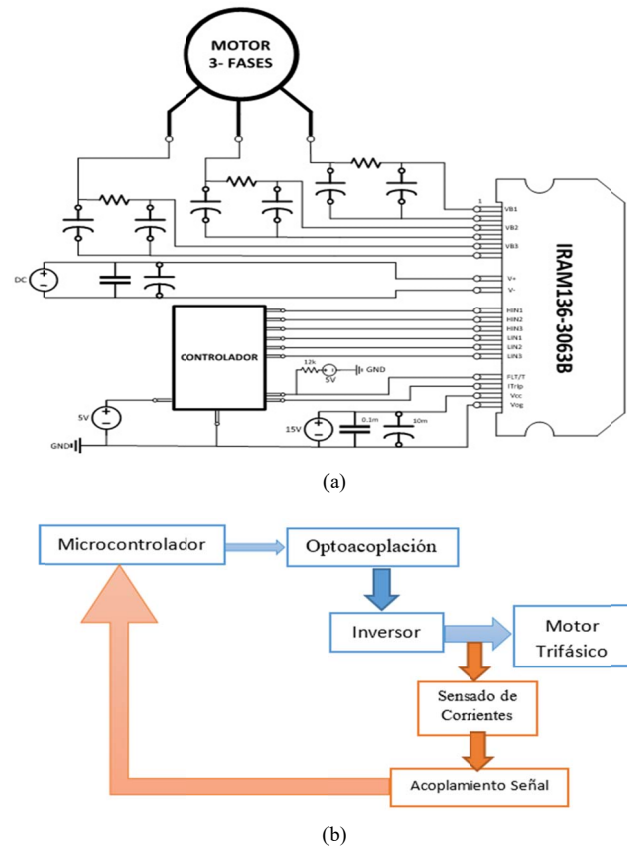 MOTOR
3- FASES
1
VB1
VB2
VB3
DC
V+
V-
HIN1
HIN2
HIN3
LIN1
LIN2
LIN3
IRAM136-3063B
CONTROLADOR
12k
5V
GND
FLT/T
ITrip
Vcc
Vog
5V
15V
0.1m
10m
GND
(a)
Microcontrolador
Optoacoplación
Inversor
Motor
Trifásico
Sensado de
Corrientes
Acoplamiento Señal
(b)